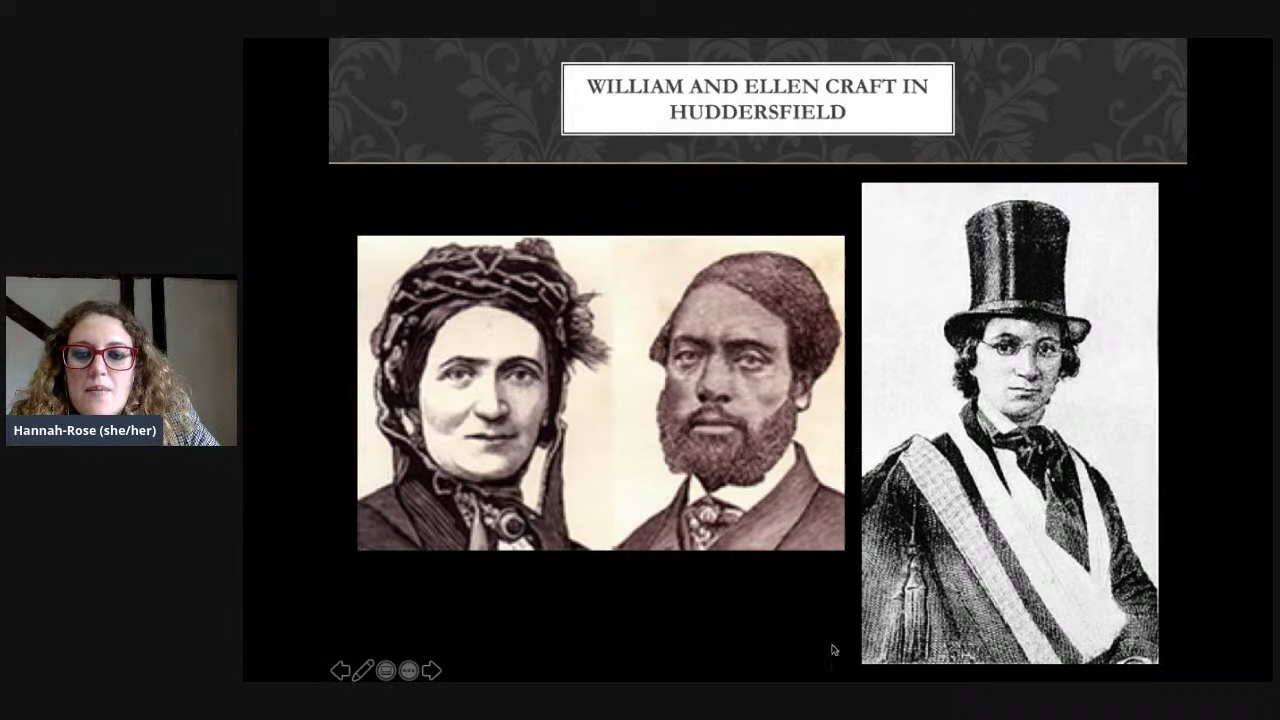 WILLIAM AND ELLEN CRAFT IN
HUDDERSFIELD
Hannah-Rose (she/her)